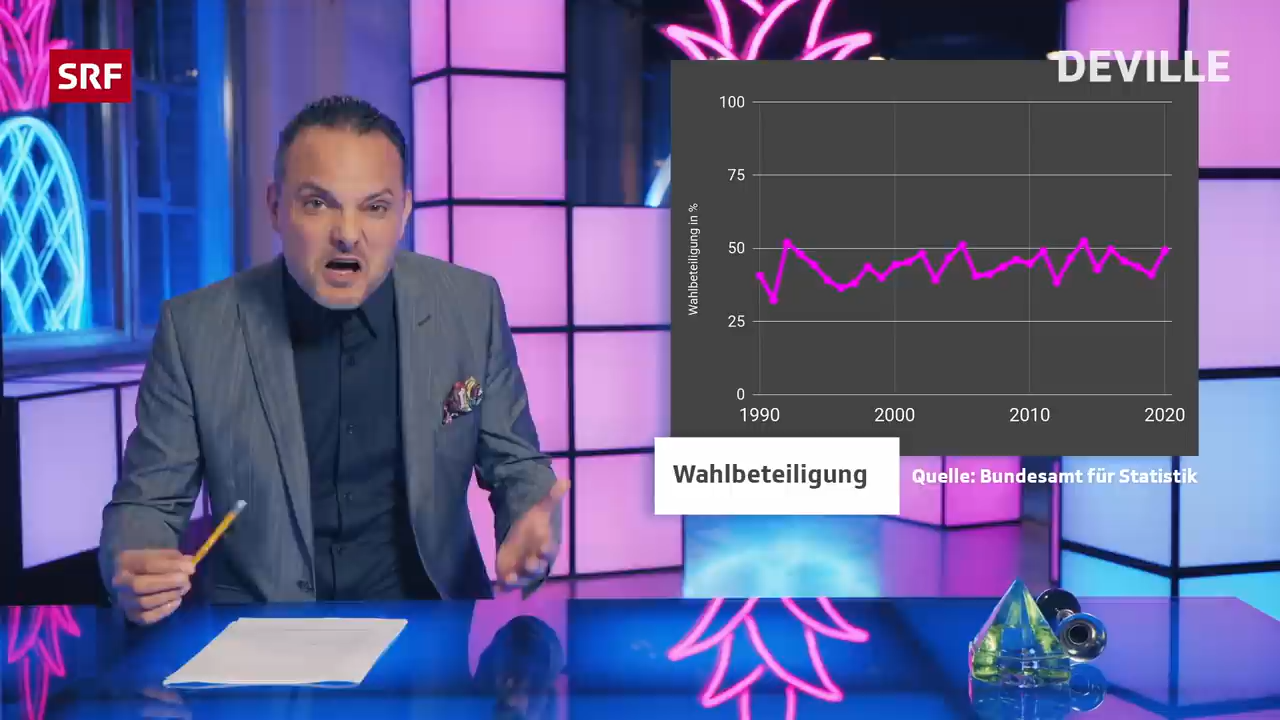 SRF
DEVILLE
100
75
50
25
0
Wahlbeteiligung in %
1990 2000 2010 2020
Wahlbeteiligung
Quelle: Bundesamt für Statistik